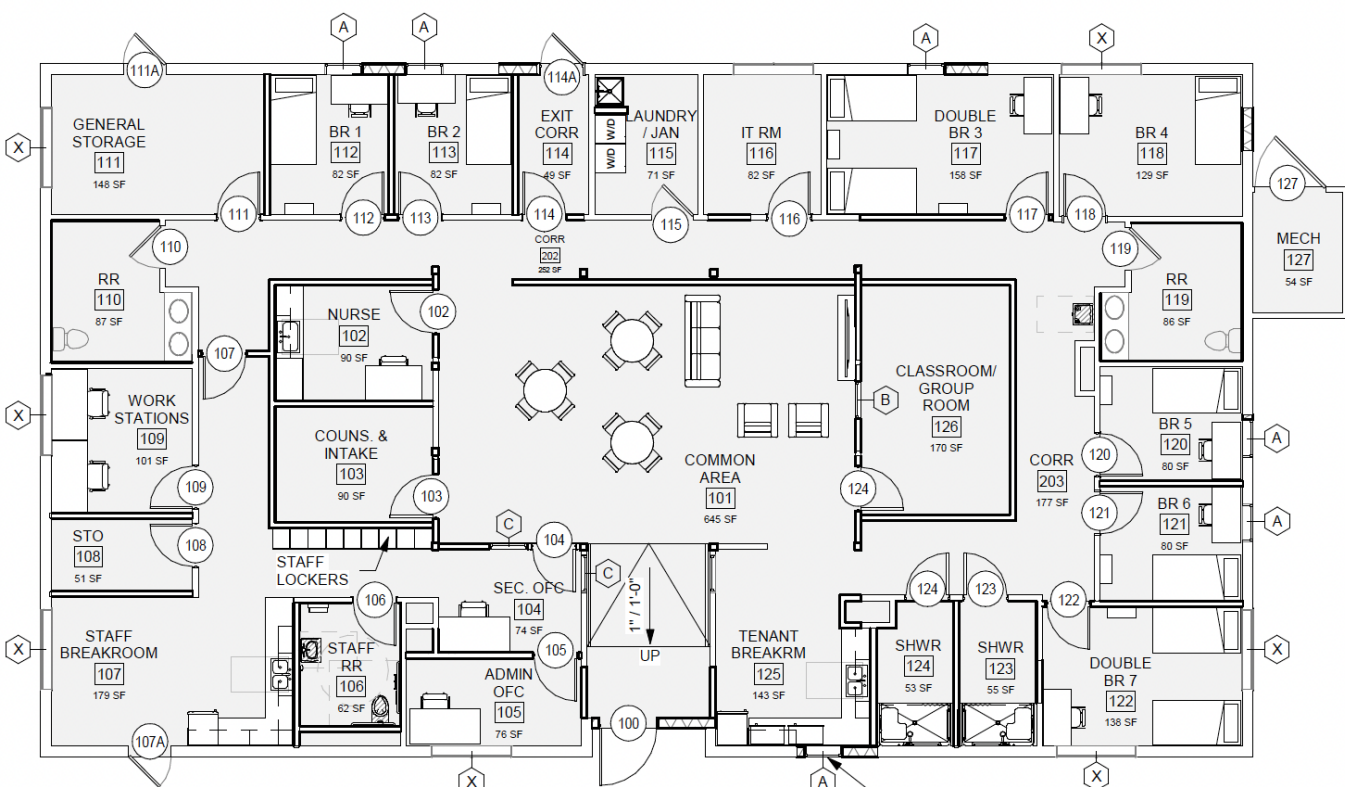 A
A
A
X
111A
114A
GENERAL
STORAGE
111
148 SF
BR 1
112
82 SF
BR 2
113
82 SF
EXIT
CORR
114
49 SF
W/D
W/D
LAUNDRY
/ JAN
115
71 SF
IT RM
116
82 SF
DOUBLE
BR 3
117
158 SF
BR 4
118
129 SF
X
127
111
112
113
114
115
116
117
118
110
CORR
202
252 SF
119
MECH
127
54 SF
RR
110
87 SF
RR
119
86 SF
NURSE
102
90 SF
102
107
CLASSROOM/
GROUP
ROOM
126
170 SF
B
X
WORK
STATIONS
109
101 SF
COUNS. &
INTAKE
103
90 SF
103
109
COMMON
AREA
101
645 SF
124
CORR
203
177 SF
120
BR 5
120
80 SF
A
121
BR 6
121
80 SF
A
STO
108
51 SF
108
STAFF
LOCKERS
C
104
C
SEC. OFC
104
74 SF
1" / 1'-0"
UP
106
124
123
122
X
STAFF
BREAKROOM
107
179 SF
STAFF
RR
106
62 SF
105
ADMIN
OFC
105
76 SF
TENANT
BREAKRM
125
143 SF
SHWR
124
53 SF
SHWR
123
55 SF
DOUBLE
BR 7
122
138 SF
X
107A
100
X
A
X